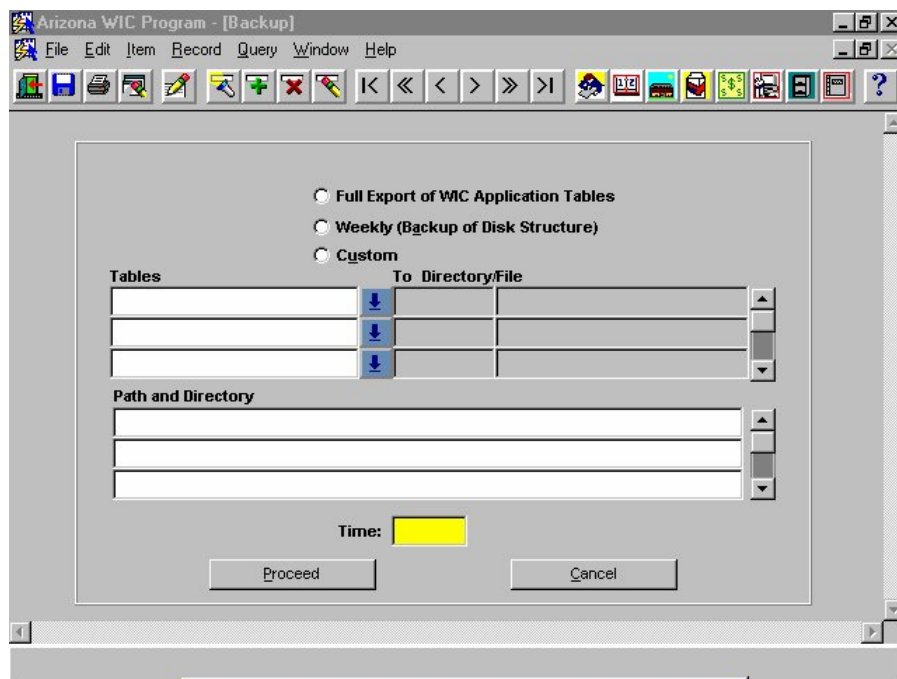 Arizona WIC Program - [Backup]
File Edit Item Record Query Window Help
Full Export of WIC Application Tables
Weekly (Backup of Disk Structure)
Custom
Tables To Directory/File
Path and Directory
Time:
Proceed Cancel